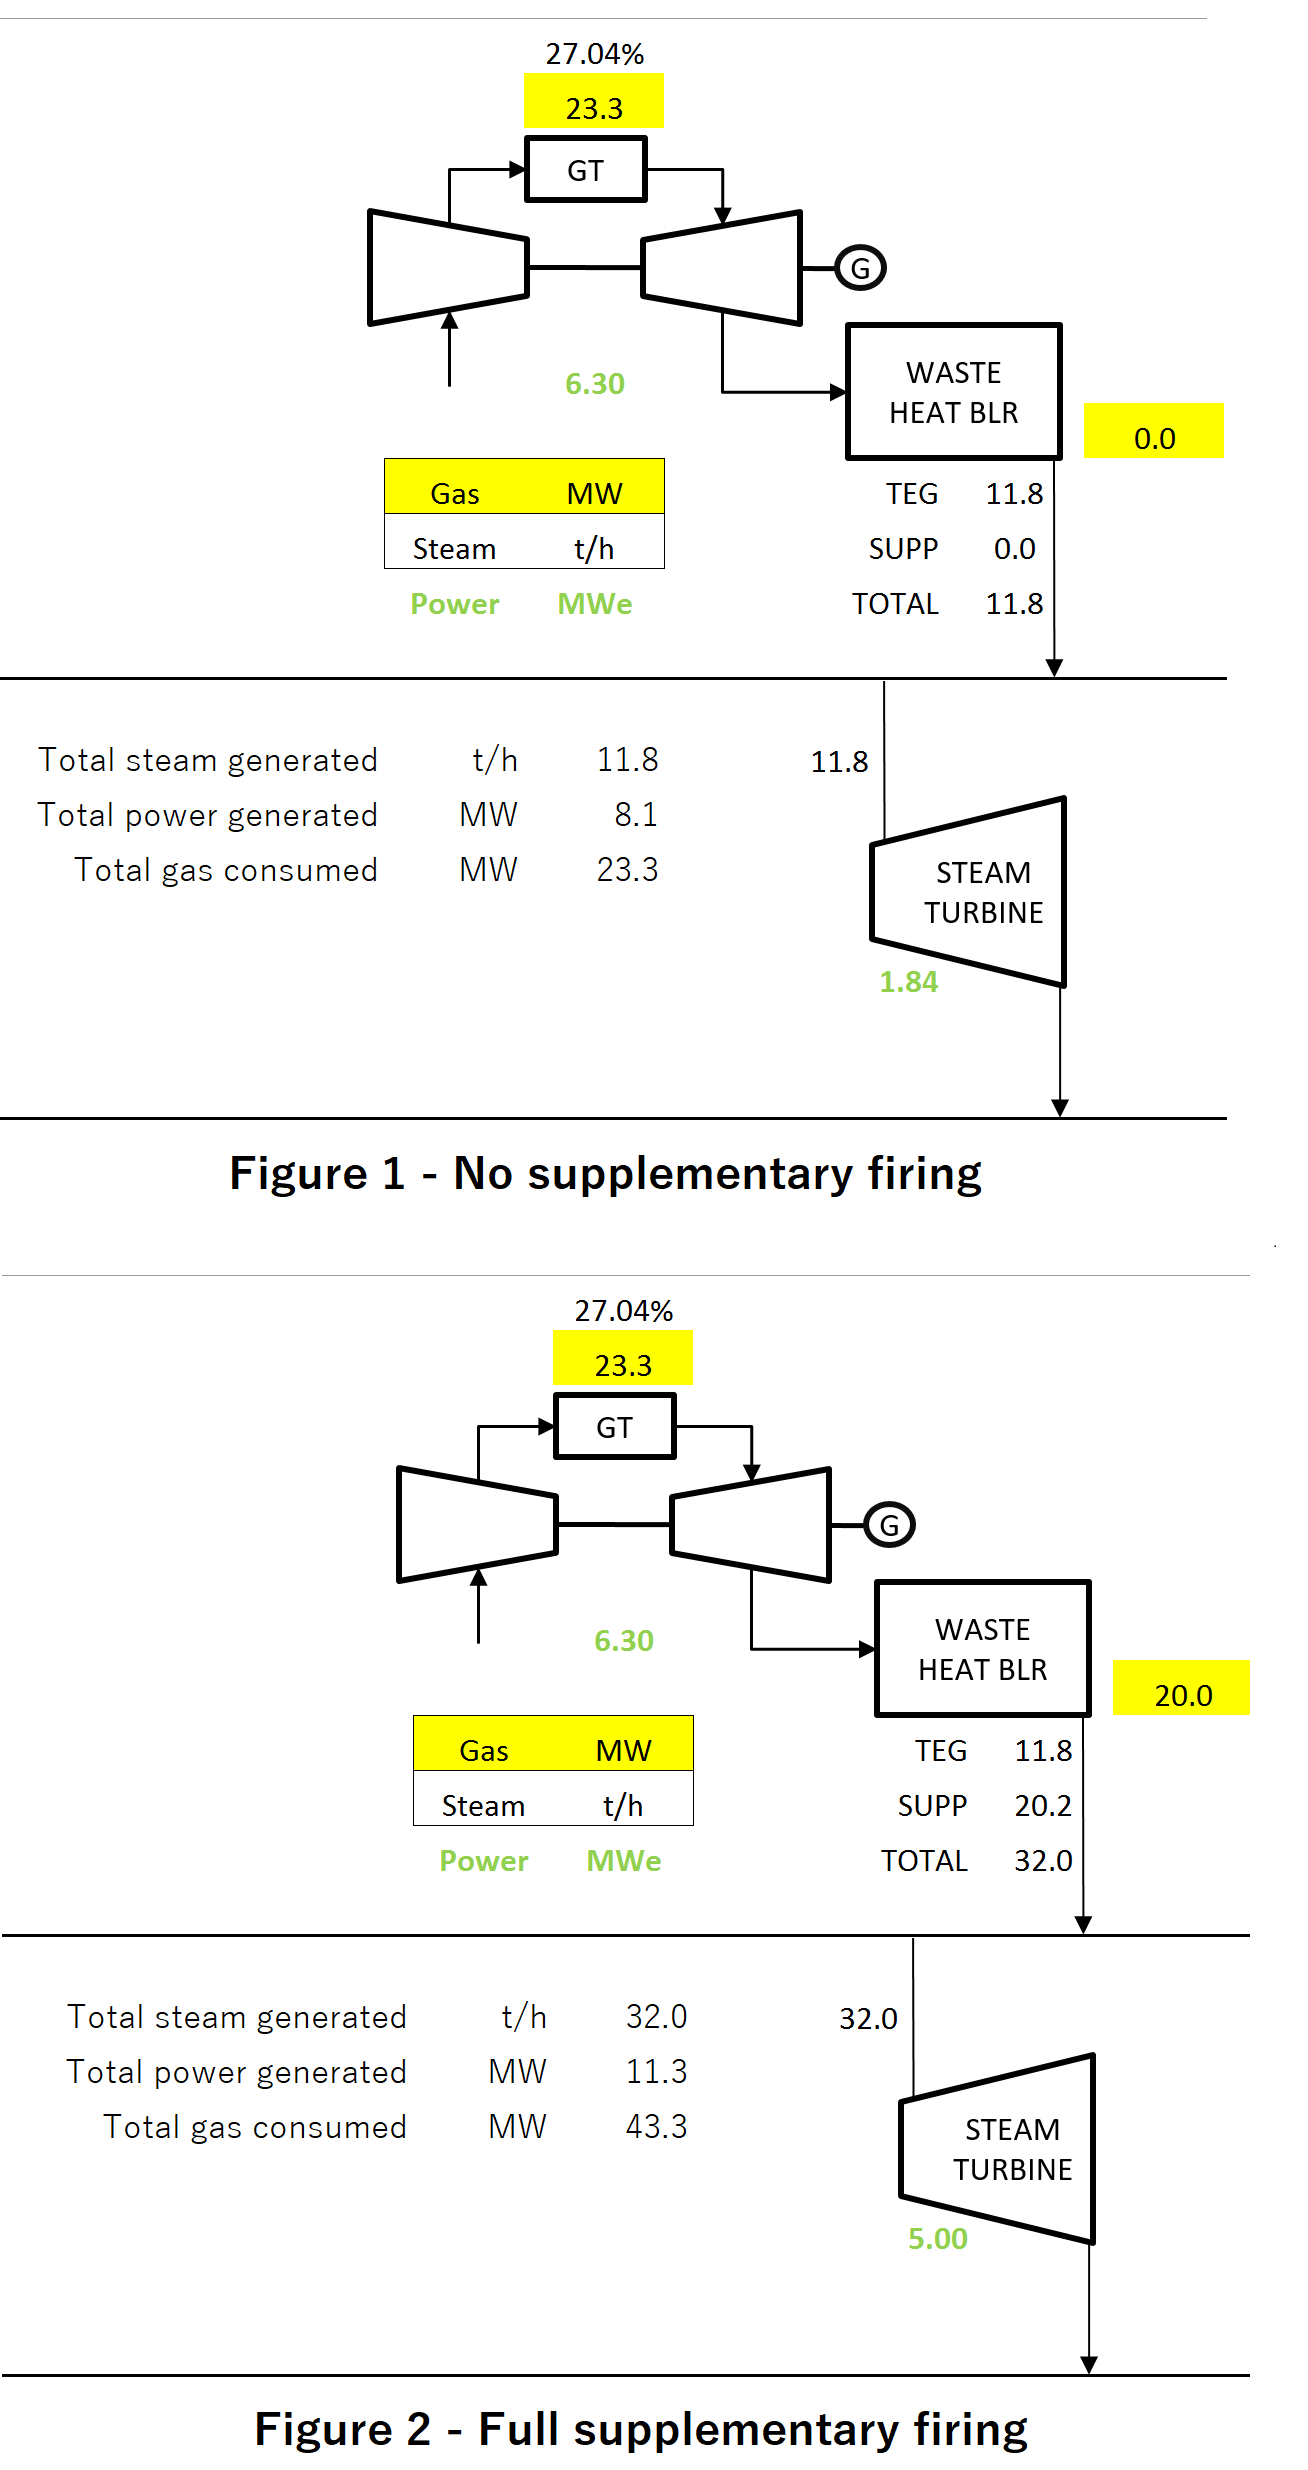 27.04%
23.3
GT
G
WASTE
HEAT BLR
6.30
0.0
Gas MW
TEG 11.8
Steam t/h
SUPP 0.0
Power MWe
TOTAL 11.8
Total steam generated t/h 11.8
11.8
Total power generated MW 8.1
Total gas consumed MW 23.3
STEAM
TURBINE
1.84
Figure 1 - No supplementary firing
27.04%
23.3
GT
G
WASTE
HEAT BLR
6.30
20.0
Gas MW
TEG 11.8
Steam t/h
SUPP 20.2
Power MWe
TOTAL 32.0
Total steam generated t/h 32.0
32.0
Total power generated MW 11.3
Total gas consumed MW 43.3
STEAM
TURBINE
5.00
Figure 2 - Full supplementary firing